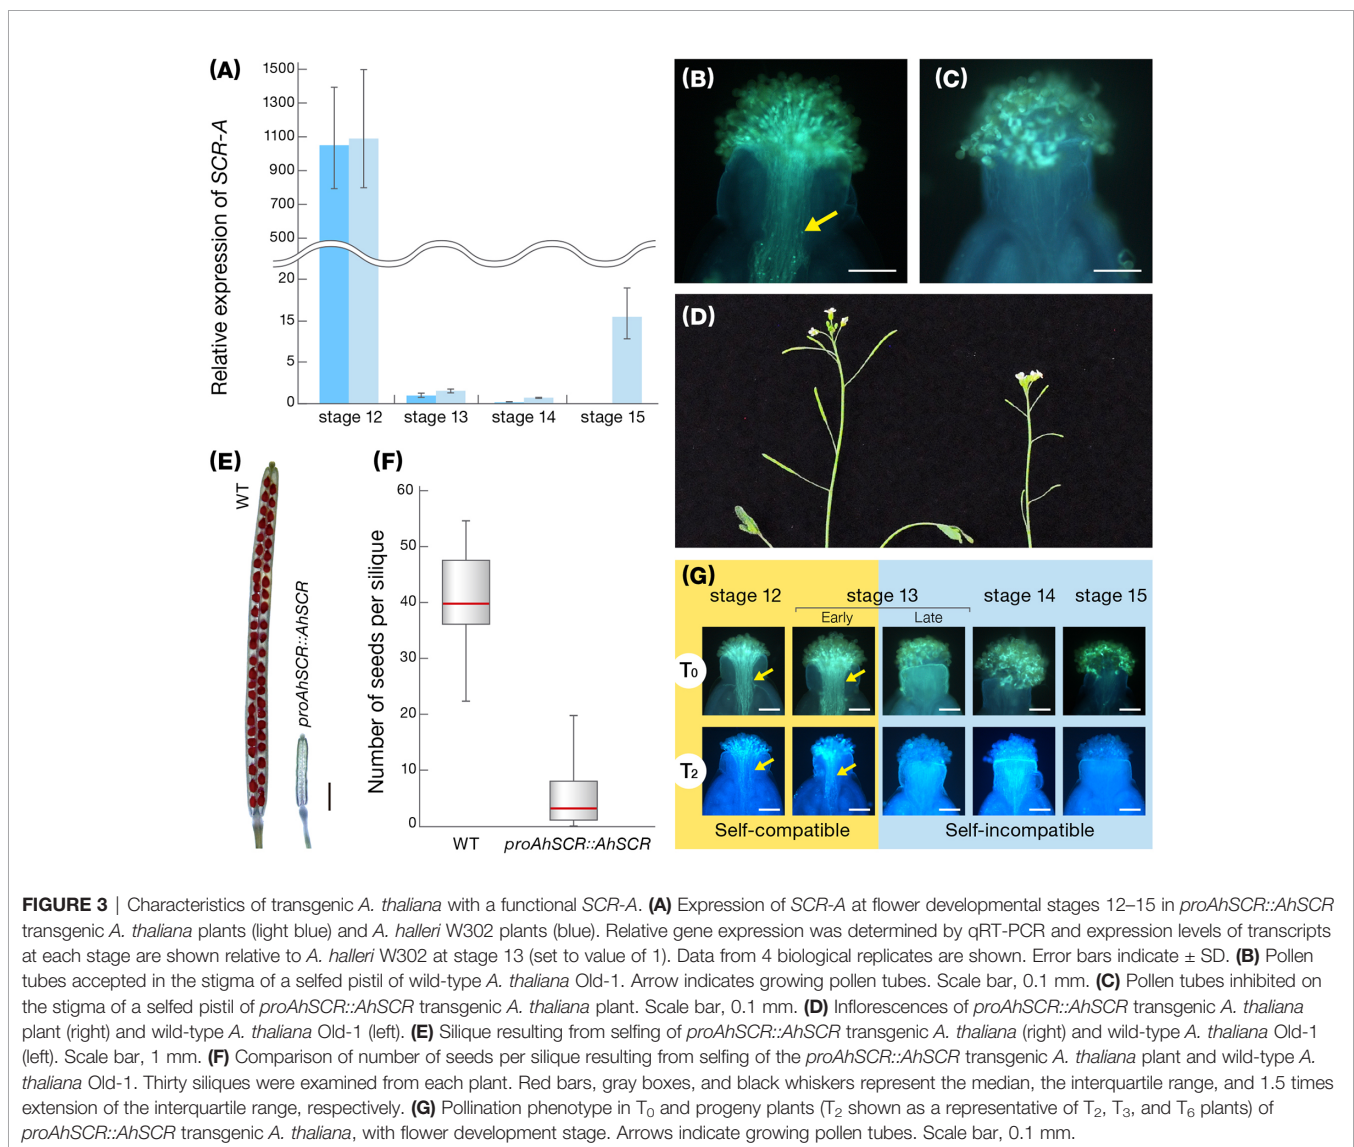 (A)
1500
1300
1100
900
700
500
20
15
5
0
Relative expression of SCR-A
stage 12
stage 13
stage 14
stage 15
(B)
(C)
(D)
(E)
WT
proAhSCR::AhSCR
(F)
60
50
40
30
20
10
0
Number of seeds per silique
WT
proAhSCR::AhSCR
(G)
stage 12
stage 13
stage 14
stage 15
Early
Late
T0
T2
Self-compatible
Self-incompatible
FIGURE 3 | Characteristics of transgenic A. thaliana with a functional SCR-A. (A) Expression of SCR-A at flower developmental stages 12–15 in proAhSCR::AhSCR
transgenic A. thaliana plants (light blue) and A. halleri W302 plants (blue). Relative gene expression was determined by qRT-PCR and expression levels of transcripts
at each stage are shown relative to A. halleri W302 at stage 13 (set to value of 1). Data from 4 biological replicates are shown. Error bars indicate ± SD. (B) Pollen
tubes accepted in the stigma of a selfed pistil of wild-type A. thaliana Old-1. Arrow indicates growing pollen tubes. Scale bar, 0.1 mm. (C) Pollen tubes inhibited on
the stigma of a selfed pistil of proAhSCR::AhSCR transgenic A. thaliana plant. Scale bar, 0.1 mm. (D) Inflorescences of proAhSCR::AhSCR transgenic A. thaliana
plant (right) and wild-type A. thaliana Old-1 (left). (E) Silique resulting from selfing of proAhSCR::AhSCR transgenic A. thaliana (right) and wild-type A. thaliana Old-1
(left). Scale bar, 1 mm. (F) Comparison of number of seeds per silique resulting from selfing of the proAhSCR::AhSCR transgenic A. thaliana plant and wild-type A.
thaliana Old-1. Thirty siliques were examined from each plant. Red bars, gray boxes, and black whiskers represent the median, the interquartile range, and 1.5 times
extension of the interquartile range, respectively. (G) Pollination phenotype in T0 and progeny plants (T2 shown as a representative of T2, T3, and T6 plants) of
proAhSCR::AhSCR transgenic A. thaliana, with flower development stage. Arrows indicate growing pollen tubes. Scale bar, 0.1 mm.